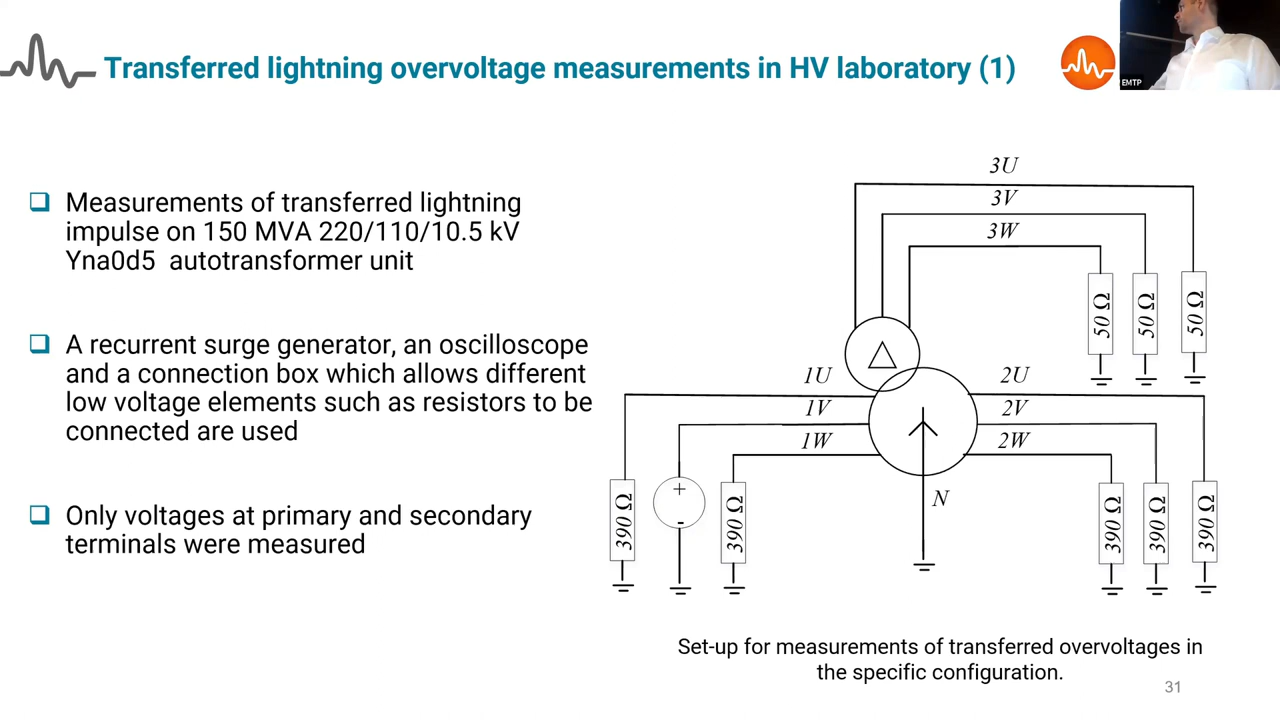 Transferred lightning overvoltage measurements in HV laboratory (1)
EMTP
Measurements of transferred lightning
impulse on 150 MVA 220/110/10.5 kV
Yna0d5 autotransformer unit
A recurrent surge generator, an oscilloscope
and a connection box which allows different
low voltage elements such as resistors to be
connected are used
Only voltages at primary and secondary
terminals were measured
3U
3V
3W
50 Ω
50 Ω
50 Ω
1U
2U
1V
2V
1W
2W
N
+
-
390 Ω
390 Ω
390 Ω
390 Ω
390 Ω
Set-up for measurements of transferred overvoltages in
the specific configuration.
31